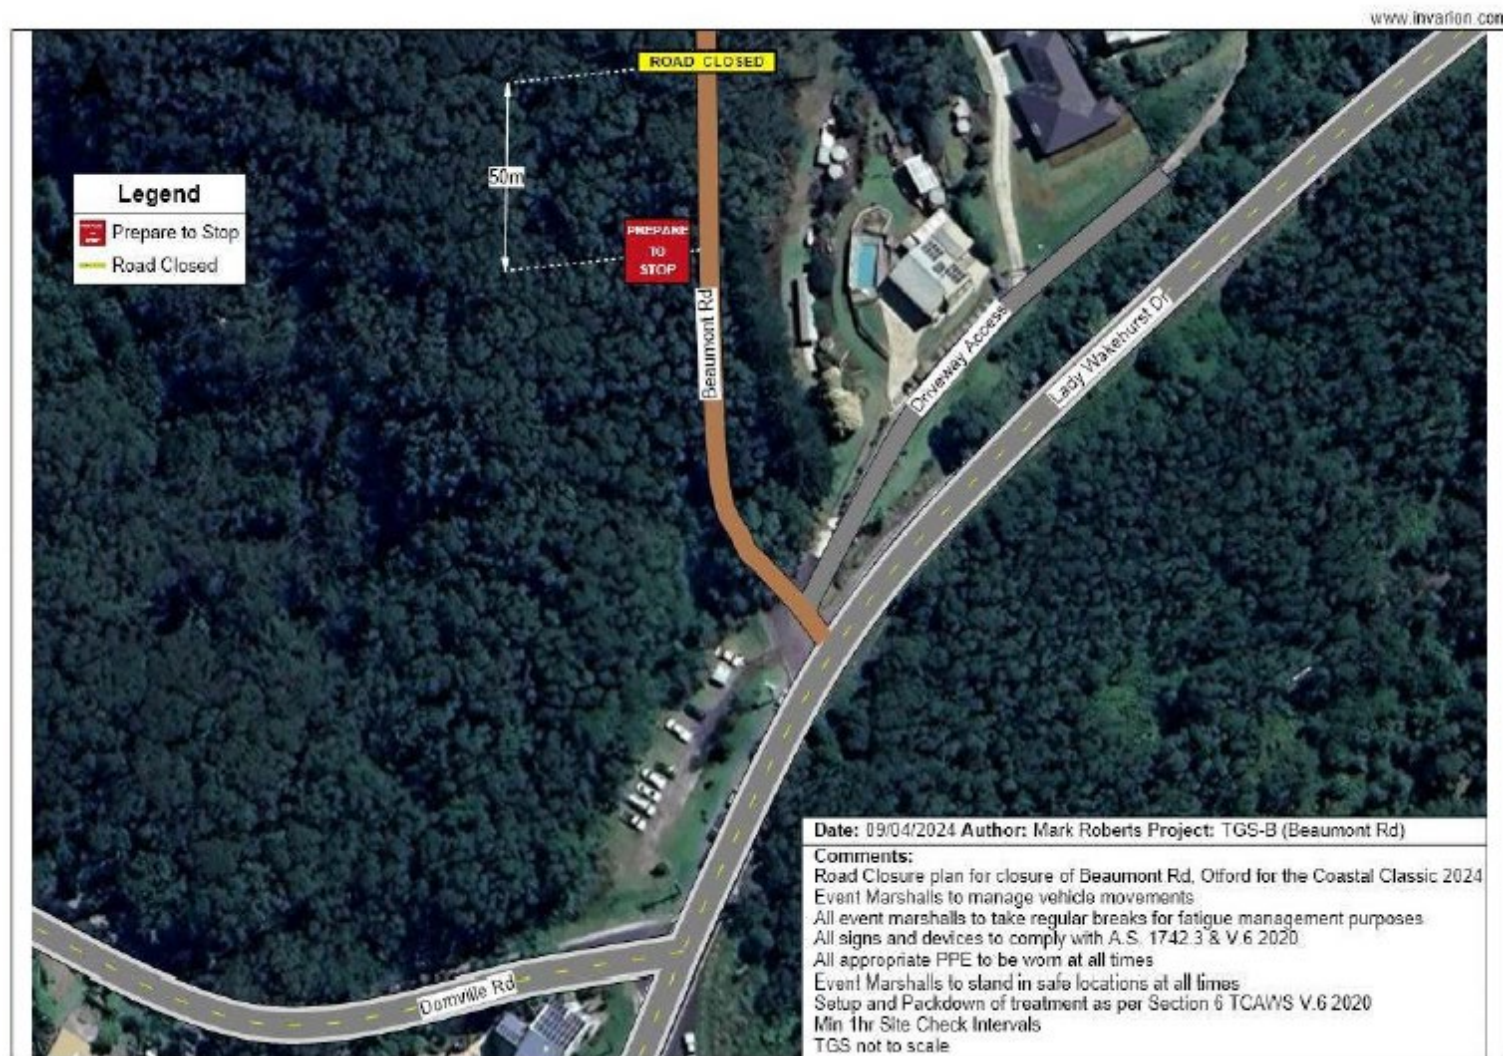 www.invarion.com
ROAD CLOSED
50m
Legend
Prepare to Stop
Road Closed
PREPARE
TO
STOP
Beaumont Rd
Driveway Access
Lady Wakehurst Dr
Domville Rd
Date: 09/04/2024 Author: Mark Roberts Project: TGS-B (Beaumont Rd)
Comments:
Road Closure plan for closure of Beaumont Rd, Otford for the Coastal Classic 2024
Event Marshalls to manage vehicle movements
All event marshalls to take regular breaks for fatigue management purposes
All signs and devices to comply with A.S. 1742.3 & V.6 2020
All appropriate PPE to be worn at all times
Event Marshalls to stand in safe locations at all times
Setup and Packdown of treatment as per Section 6 TCAWS V.6 2020
Min 1hr Site Check Intervals
TGS not to scale